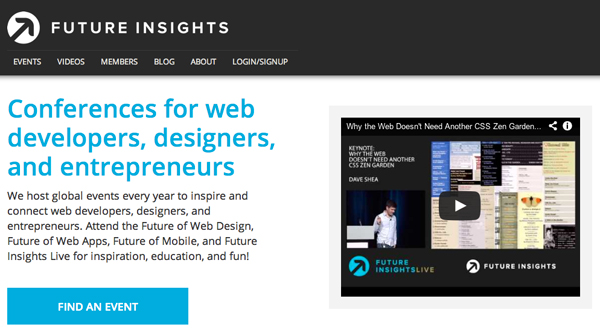 FUTURE INSIGHTS
EVENTS VIDEOS MEMBERS BLOG ABOUT LOGIN/SIGNUP
Conferences for web
developers, designers,
and entrepreneurs
We host global events every year to inspire and
connect web developers, designers, and
entrepreneurs. Attend the Future of Web Design,
Future of Web Apps, Future of Mobile, and Future
Insights Live for inspiration, education, and fun!
FIND AN EVENT
Why the Web Doesn't Need Another CSS Zen Garden...
KEYNOTE:
WHY THE WEB
DOESN'T NEED ANOTHER
CSS ZEN GARDEN
DAVE SHEA
FUTURE
INSIGHTSLIVE
FUTURE INSIGHTS